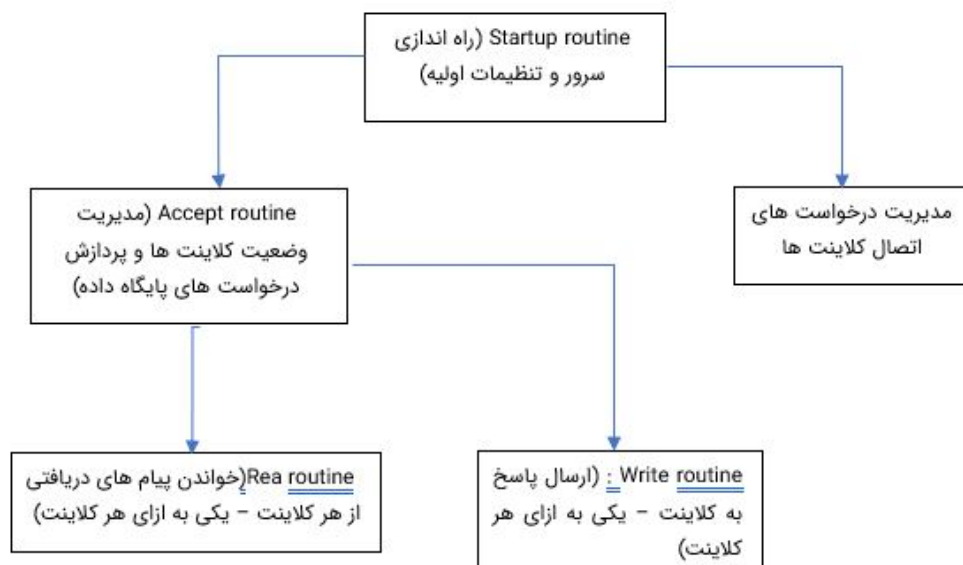 Startup routine (راه اندازی
سرور و تنظیمات اولیه)
مدیریت درخواست های
اتصال کلاینت ها
Accept routine (مدیریت
وضعیت کلاینت ها و پردازش
درخواست های پایگاه داده)
Write routine : (ارسال پاسخ
به کلاینت – یکی به ازای هر
کلاینت)
Rea routine(خواندن پیام های دریافتی
از هر کلاینت – یکی به ازای هر کلاینت)